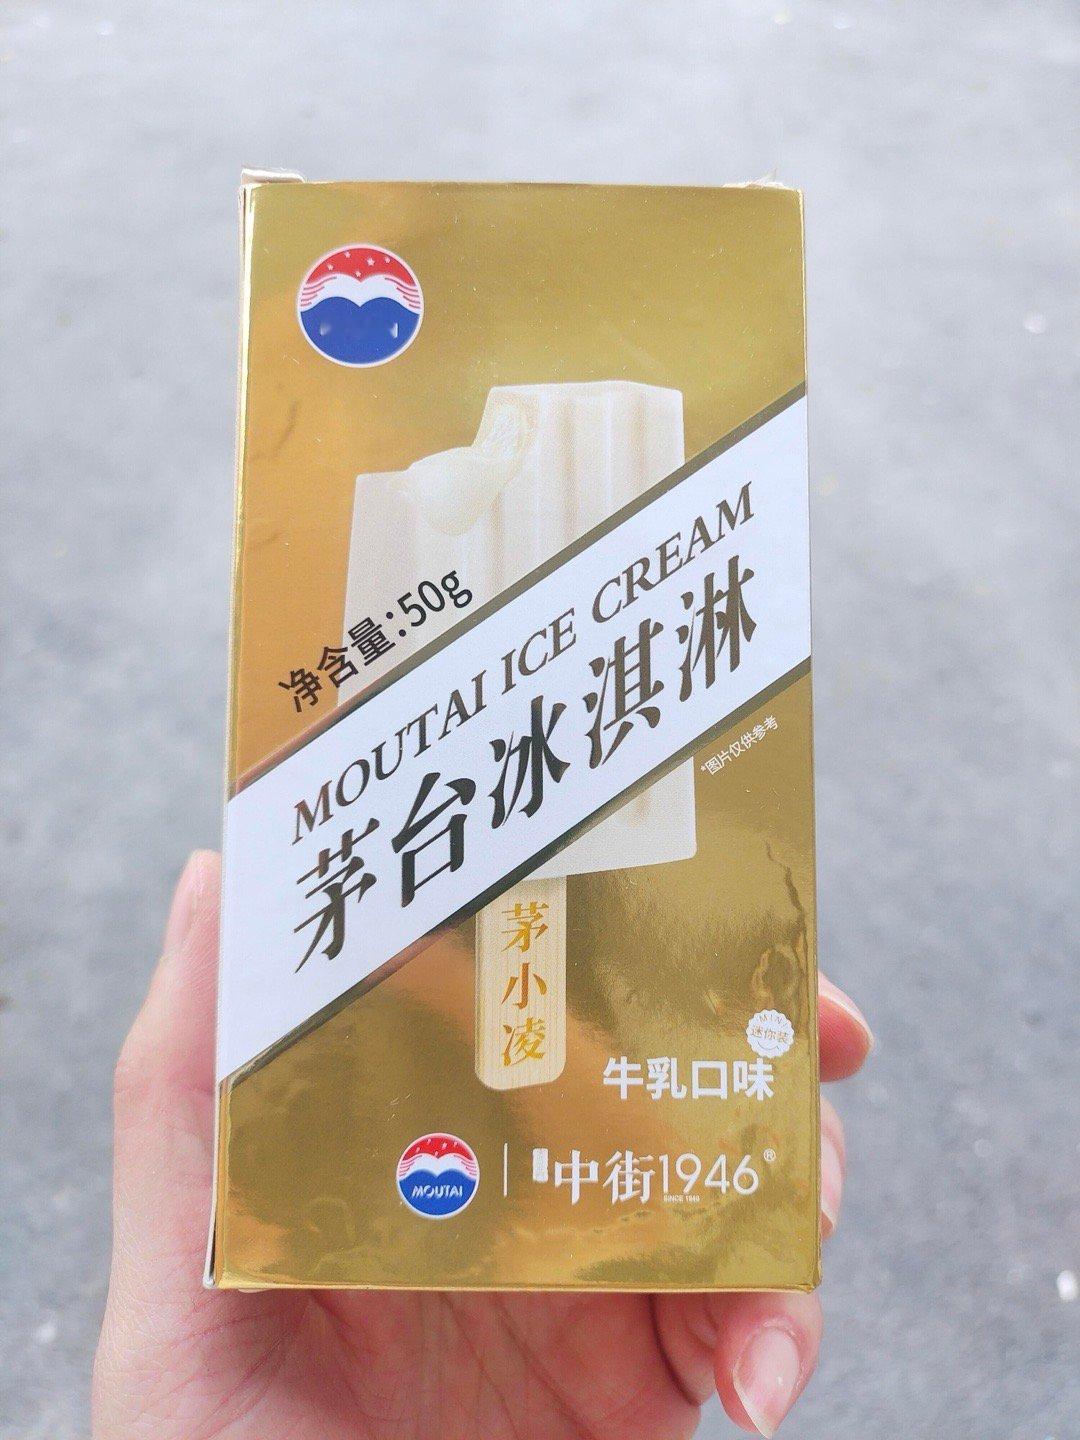 净含量:50g
MOUTAI ICE CREAM
茅台冰淇淋
*图片仅供参考
茅小凌
MINI
迷你装
牛乳口味
MOUTAI
中街1946®
SINCE 1946